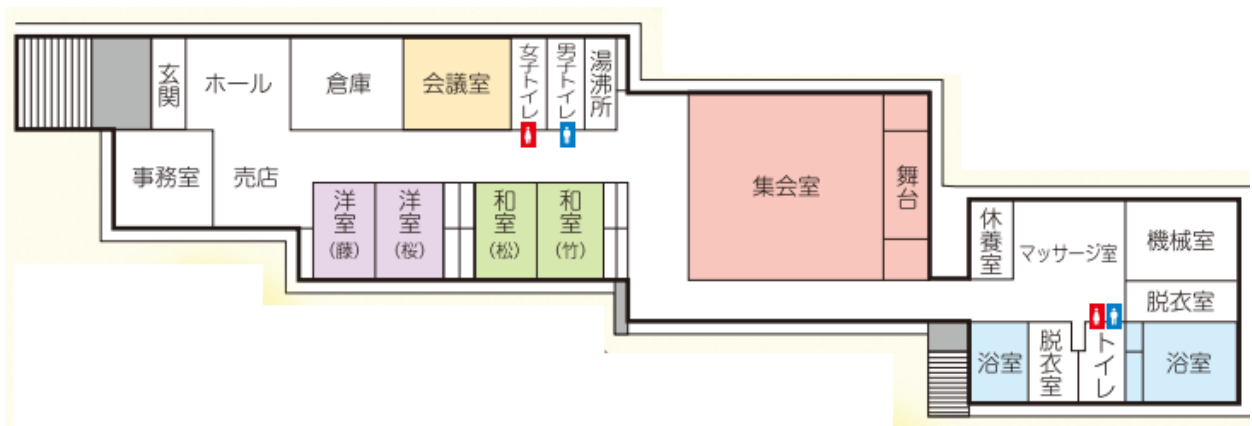 玄関
ホール
倉庫
会議室
女子トイレ
男子トイレ
湯沸所
事務室
売店
洋室
(藤)
洋室
(桜)
和室
(松)
和室
(竹)
集会室
舞台
休養室
マッサージ室
機械室
脱衣室
浴室
脱衣室
トイレ
浴室